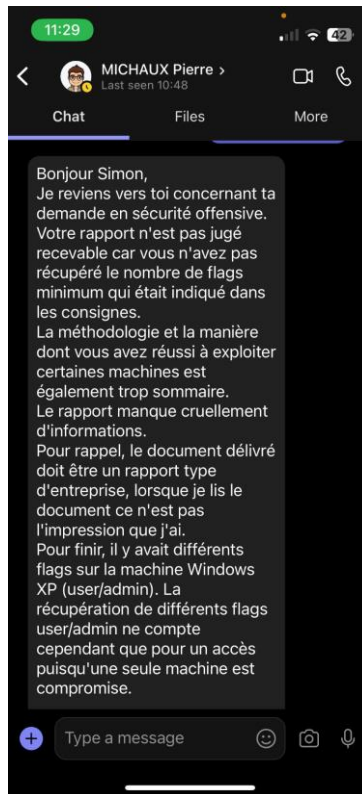 11:29
42
MICHAUX Pierre >
Last seen 10:48
Chat Files More
Bonjour Simon,
Je reviens vers toi concernant ta
demande en sécurité offensive.
Votre rapport n'est pas jugé
recevable car vous n'avez pas
récupéré le nombre de flags
minimum qui était indiqué dans
les consignes.
La méthodologie et la manière
dont vous avez réussi à exploiter
certaines machines est
également trop sommaire.
Le rapport manque cruellement
d'informations.
Pour rappel, le document délivré
doit être un rapport type
d'entreprise, lorsque je lis le
document ce n'est pas
l'impression que j'ai.
Pour finir, il y avait différents
flags sur la machine Windows
XP (user/admin). La
récupération de différents flags
user/admin ne compte
cependant que pour un accès
puisqu'une seule machine est
compromise.
Type a message